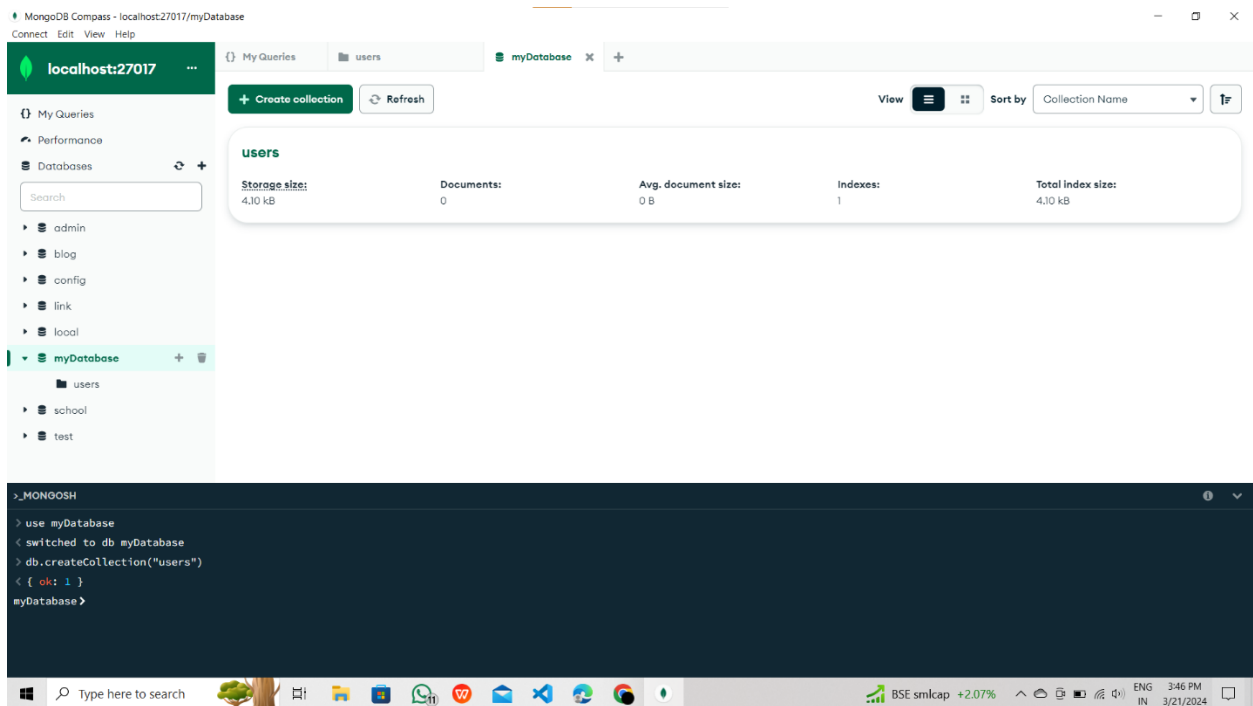 MongoDB Compass - localhost:27017/myDatabase
Connect Edit View Help
localhost:27017 ...
{} My Queries
users
myDatabase
+ Create collection
Refresh
View
Sort by
Collection Name
{} My Queries
Performance
Databases
Search
admin
blog
config
link
local
myDatabase
users
school
test
users
Storage size: Documents: Avg. document size: Indexes: Total index size:
4.10 kB 0 0 B 1 4.10 kB
>_MONGOSH
> use myDatabase
< switched to db myDatabase
> db.createCollection("users")
< { ok: 1 }
myDatabase>
Type here to search
11
W
BSE smlcap +2.07%
ENG
IN
3:46 PM
3/21/2024